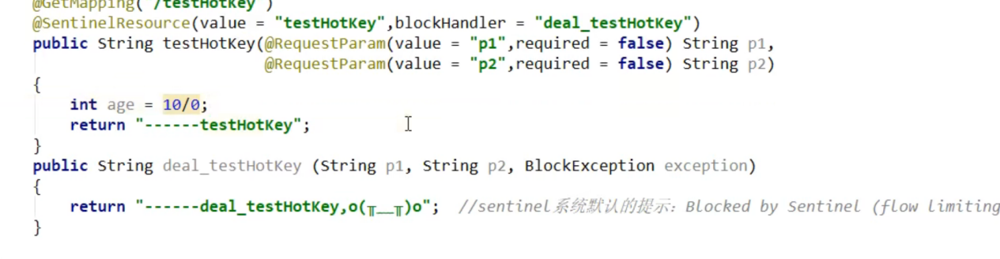 @GetMapping("/testHotKey")
@SentinelResource(value = "testHotKey",blockHandler = "deal_testHotKey")
public String testHotKey(@RequestParam(value = "p1",required = false) String p1,
@RequestParam(value = "p2",required = false) String p2)
{
int age = 10/0;
return "------testHotKey";
}
public String deal_testHotKey (String p1, String p2, BlockException exception)
{
return "------deal_testHotKey,o(╥﹏╥)o"; //sentinel系统默认的提示：Blocked by Sentinel (flow limiting
}